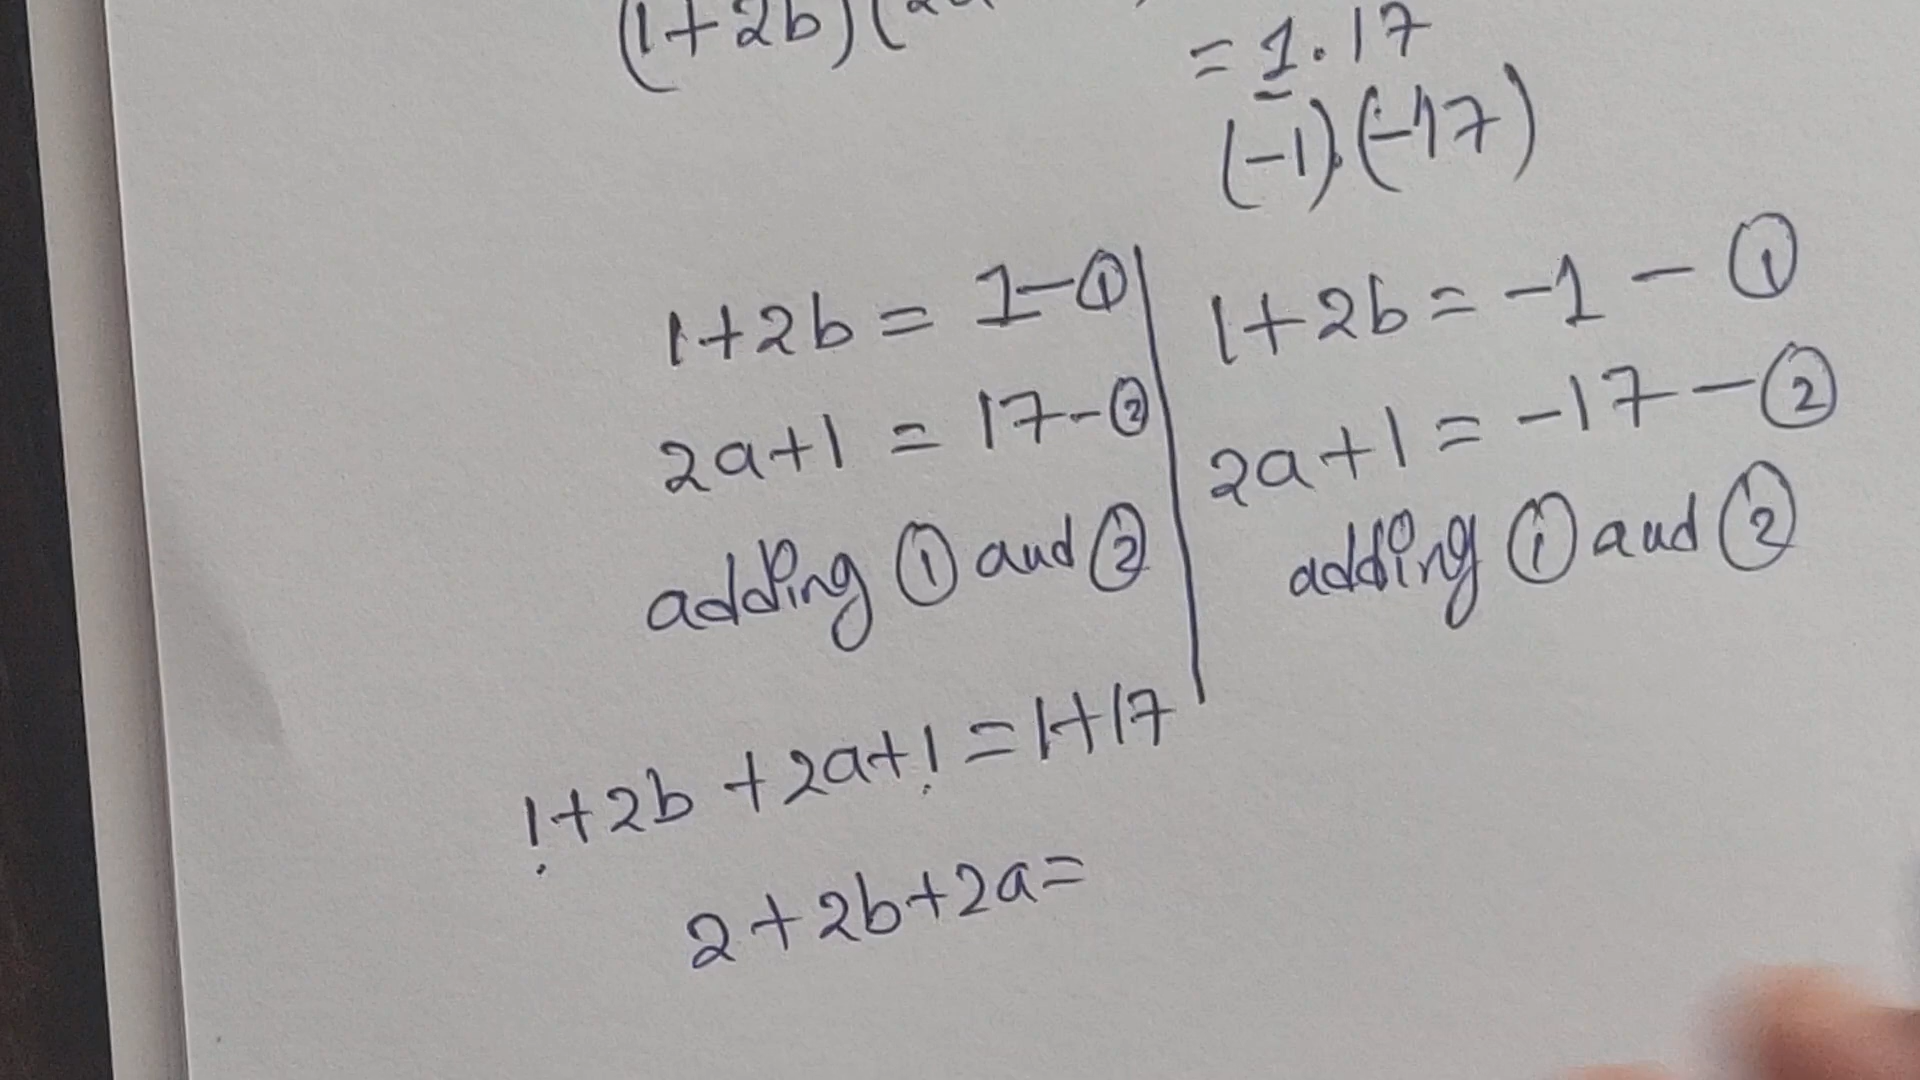 (1+2b)(2a
= 1.17
(-1).(-17)
1+2b = 1 - ①
2a+1 = 17 - ②
adding ① and ②
1+2b + 2a+1 = 1+17
2+2b+2a=
1+2b = -1 - ①
2a+1 = -17 - ②
adding ① and ②